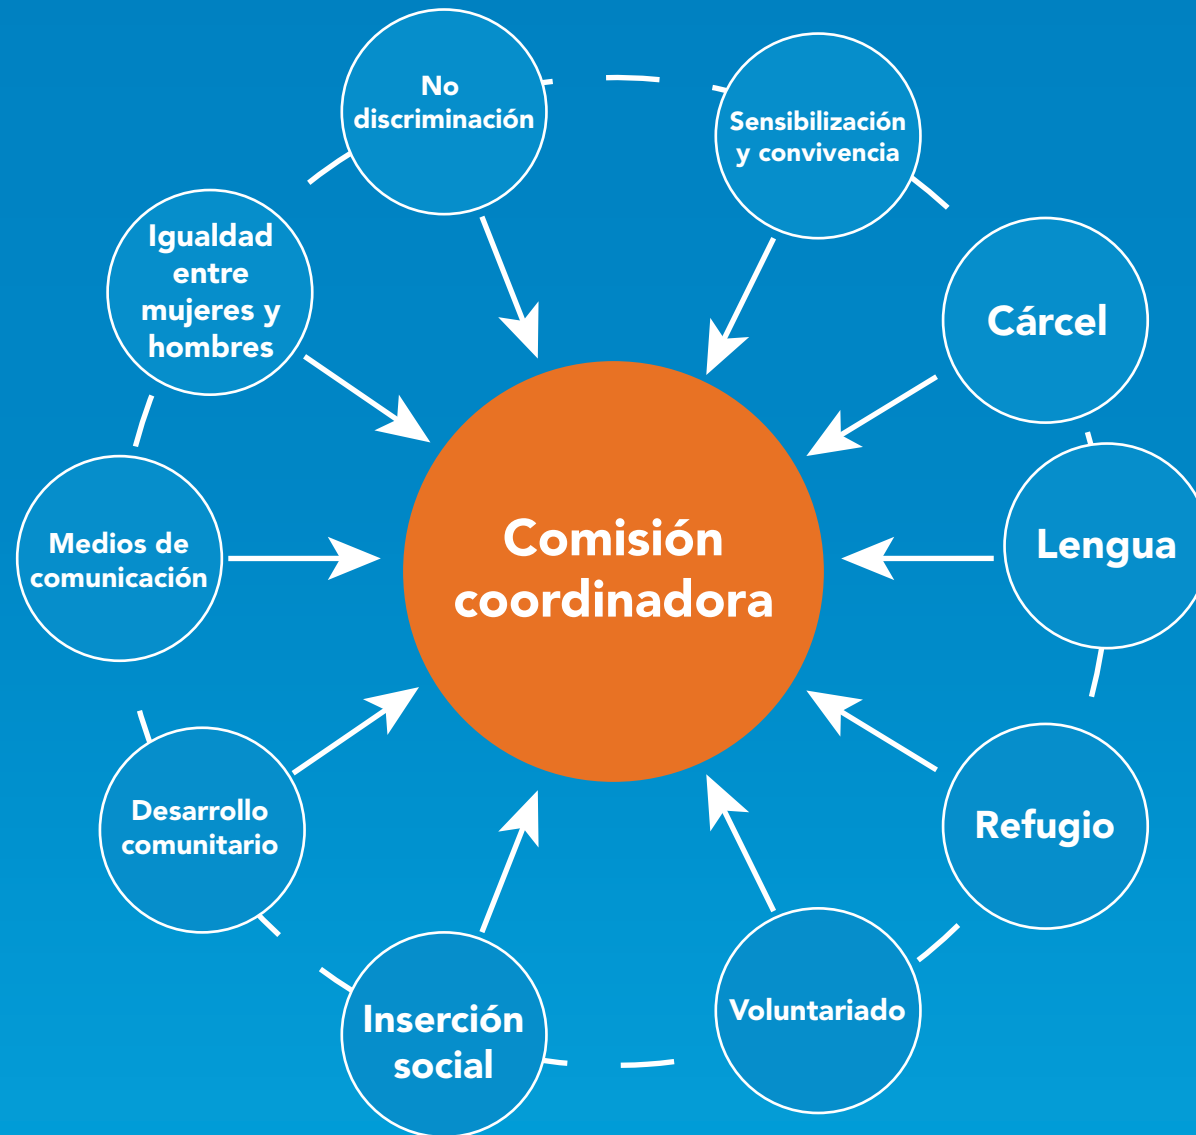 No
discriminación
Sensibilización
y convivencia
Igualdad
entre
mujeres y
hombres
Cárcel
Medios de
comunicación
Comisión
coordinadora
Lengua
Desarrollo
comunitario
Refugio
Inserción
social
Voluntariado